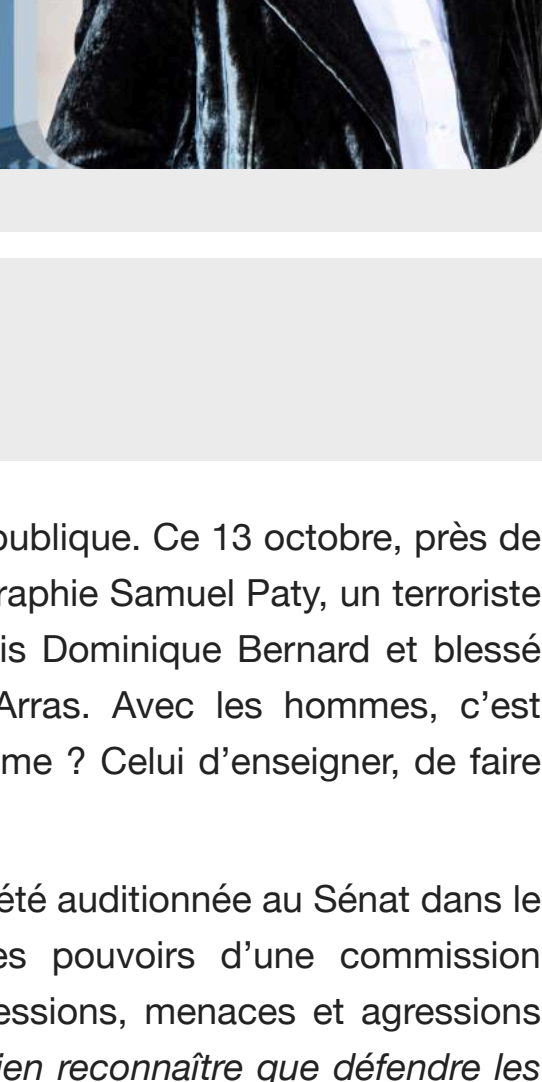 publique. Ce 13 octobre, près de
raphie Samuel Paty, un terroriste
is Dominique Bernard et blessé
Arras. Avec les hommes, c’est
me ? Celui d’enseigner, de faire
été auditionnée au Sénat dans le
es pouvoirs d’une commission
essions, menaces et agressions
ien reconnaître que défendre les